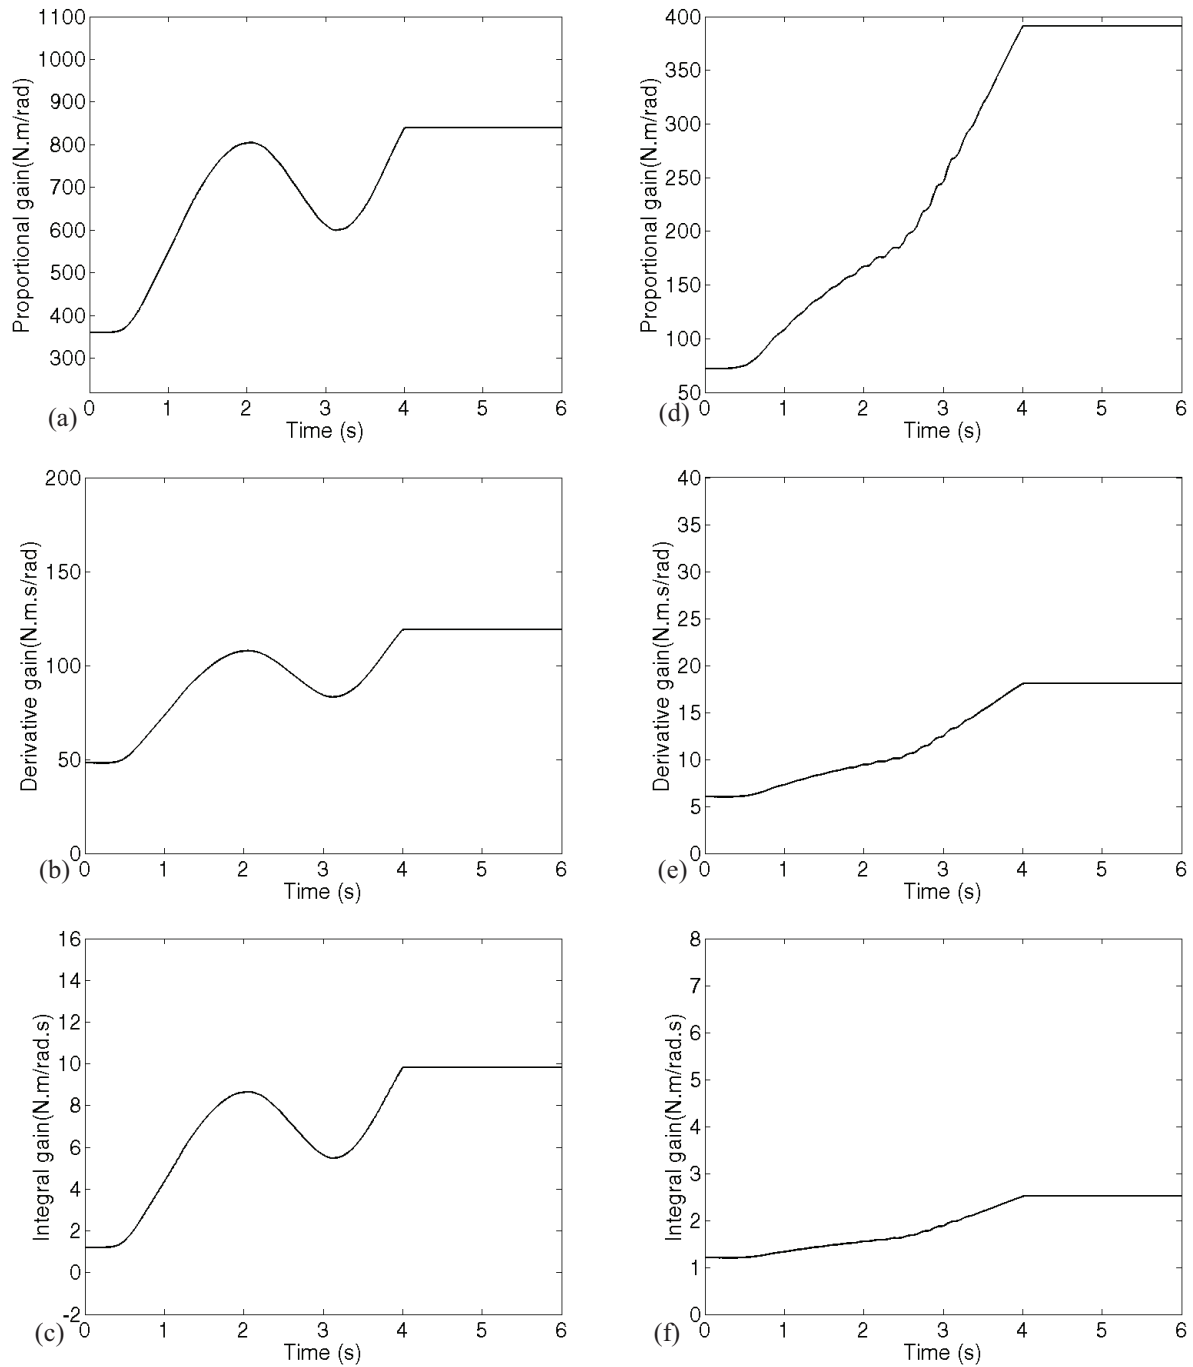 1100
1000
900
800
700
600
500
400
300
0 1 2 3 4 5 6
Proportional gain(N.m/rad)
Time (s)
(a)
400
350
300
250
200
150
100
50
0 1 2 3 4 5 6
Proportional gain(N.m/rad)
Time (s)
(d)
200
150
100
50
0
0 1 2 3 4 5 6
Derivative gain(N.m.s/rad)
Time (s)
(b)
40
35
30
25
20
15
10
5
0
0 1 2 3 4 5 6
Derivative gain(N.m.s/rad)
Time (s)
(e)
16
14
12
10
8
6
4
2
0
-2
0 1 2 3 4 5 6
Integral gain(N.m/rad.s)
Time (s)
(c)
8
7
6
5
4
3
2
1
0
0 1 2 3 4 5 6
Integral gain(N.m/rad.s)
Time (s)
(f)